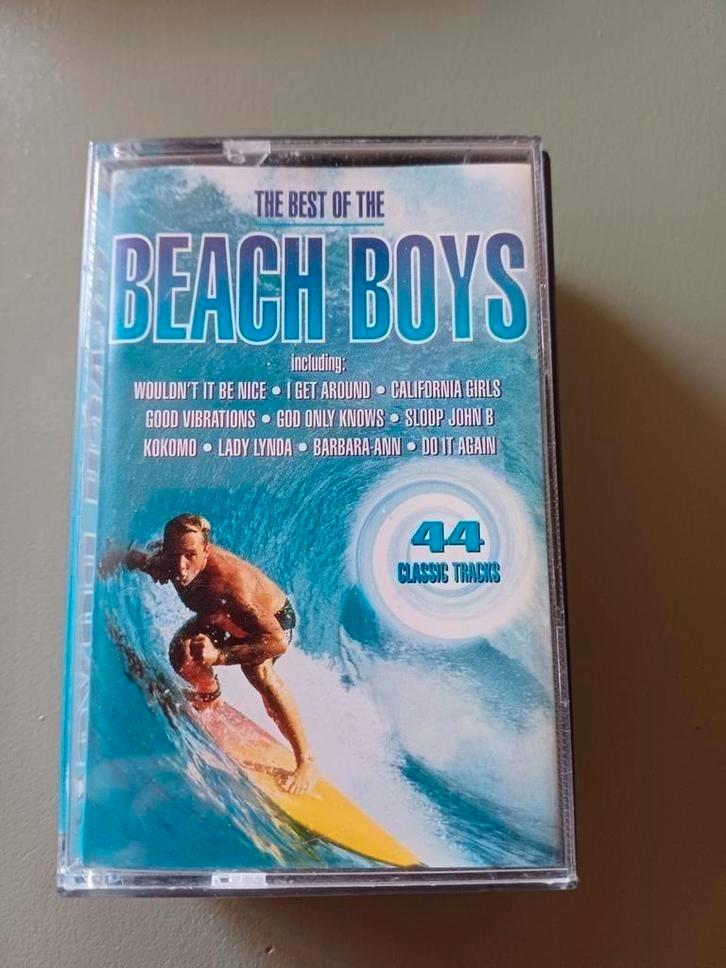 THE BEST OF THE
BEACH BOYS
including:
WOULDN'T IT BE NICE • I GET AROUND • CALIFORNIA GIRLS
GOOD VIBRATIONS • GOD ONLY KNOWS • SLOOP JOHN B
KOKOMO • LADY LYNDA • BARBARA ANN • DO IT AGAIN
44
CLASSIC TRACKS